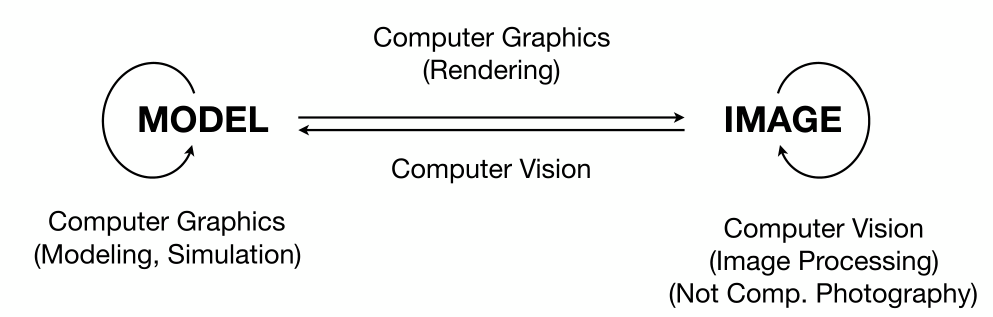 Computer Graphics
(Rendering)
MODEL
IMAGE
Computer Vision
Computer Graphics
(Modeling, Simulation)
Computer Vision
(Image Processing)
(Not Comp. Photography)